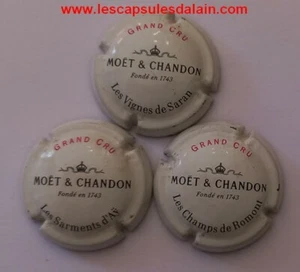 www.lescapsulesdalain.com
GRAND CRU
MOËT & CHANDON
Fondé en 1743
Les Vignes de Saran
GRAND CRU
MOËT & CHANDON
Fondé en 1743
Les Sarments d'Aÿ
GRAND CRU
MOËT & CHANDON
Fondé en 1743
Les Champs de Romont